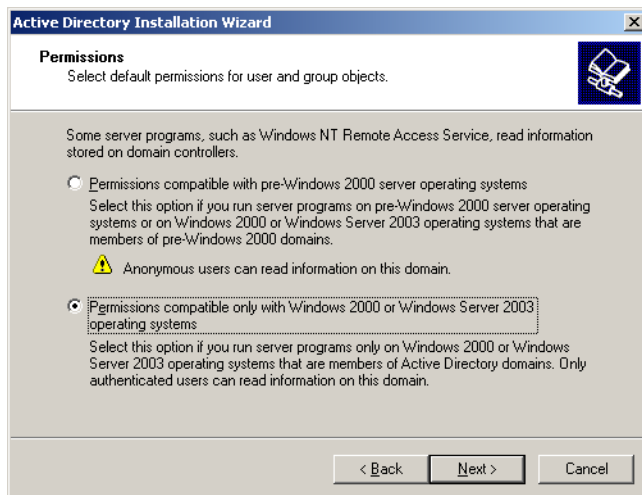 Active Directory Installation Wizard
Permissions
Select default permissions for user and group objects.
Some server programs, such as Windows NT Remote Access Service, read information
stored on domain controllers.
Permissions compatible with pre-Windows 2000 server operating systems
Select this option if you run server programs on pre-Windows 2000 server operating
systems or on Windows 2000 or Windows Server 2003 operating systems that are
members of pre-Windows 2000 domains.
Anonymous users can read information on this domain.
Permissions compatible only with Windows 2000 or Windows Server 2003
operating systems
Select this option if you run server programs only on Windows 2000 or Windows
Server 2003 operating systems that are members of Active Directory domains. Only
authenticated users can read information on this domain.
< Back Next > Cancel